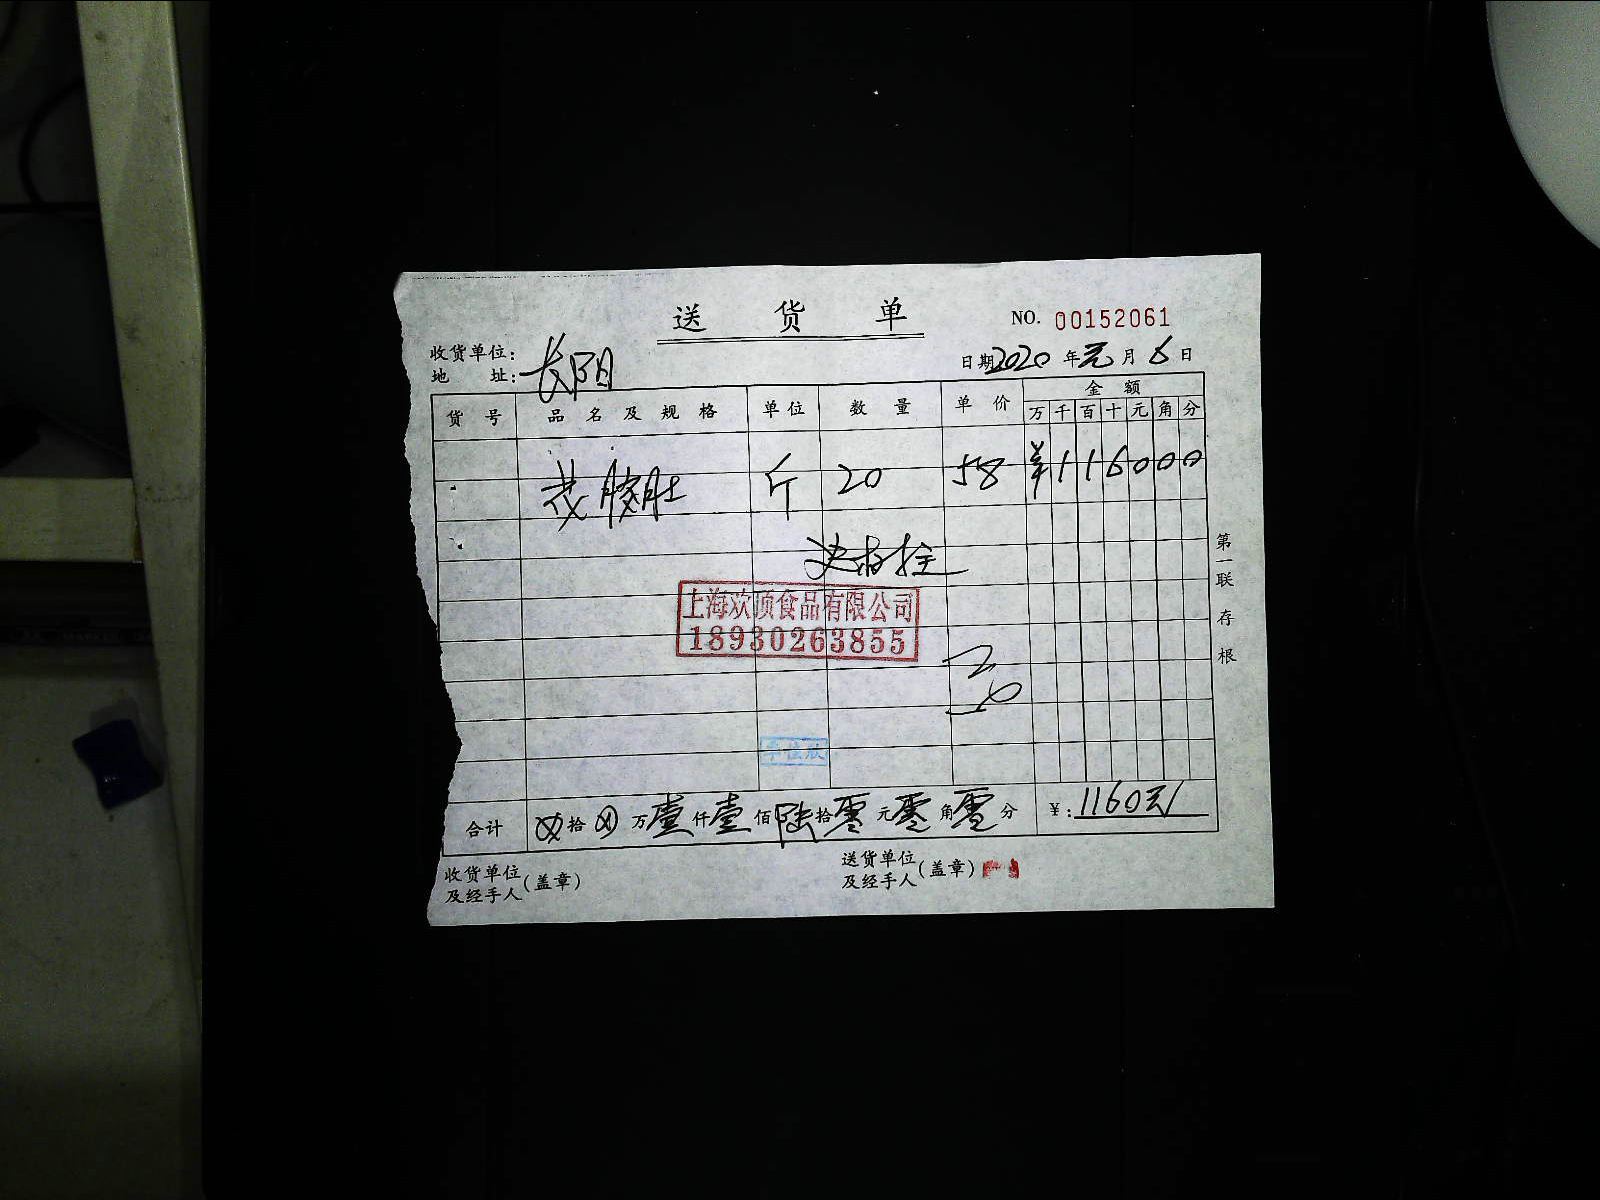 送 货 单
NO. 00152061
收货单位:
地 址: 长阳
日期 2020 年 元 月 6 日
货 号 品 名 及 规 格 单 位 数 量 单 价 金 额
万 千 百 十 元 角 分
斤 20 58 ¥ 1 1 6 0 0 0
上海欢顶食品有限公司
18930263855
单位版
合计 拾 万 壹 仟 壹 佰 陆 拾 零 元 零 角 零 分 ¥: 1160元
收货单位
及经手人 (盖章)
送货单位
及经手人 (盖章)
第一联 存根